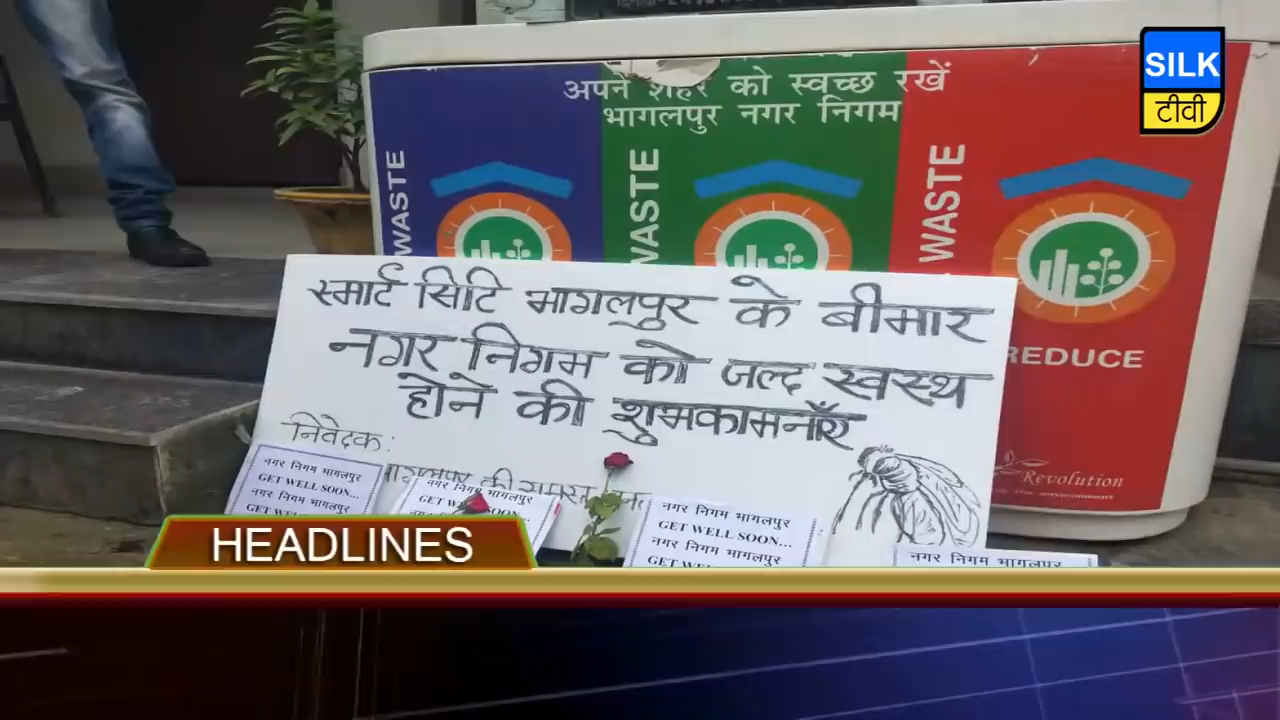 SILK
टीवी
अपने शहर को स्वच्छ रखें
भागलपुर नगर निगम
WASTE
WASTE
WASTE
REDUCE
Revolution
the environment
स्मार्ट सिटि भागलपुर के बीमार
नगर निगम को जल्द स्वस्थ
होने की शुभकामनाएँ
निवेदक:
नगर निगम भागलपुर
GET WELL SOON...
नगर निगम भागलपुर
नगर निगम भागलपुर
GET WELL SOON...
नगर निगम भागलपुर
GET WELL SOON...
नगर निगम भागलपुर
नगर निगम भागलपुर
HEADLINES